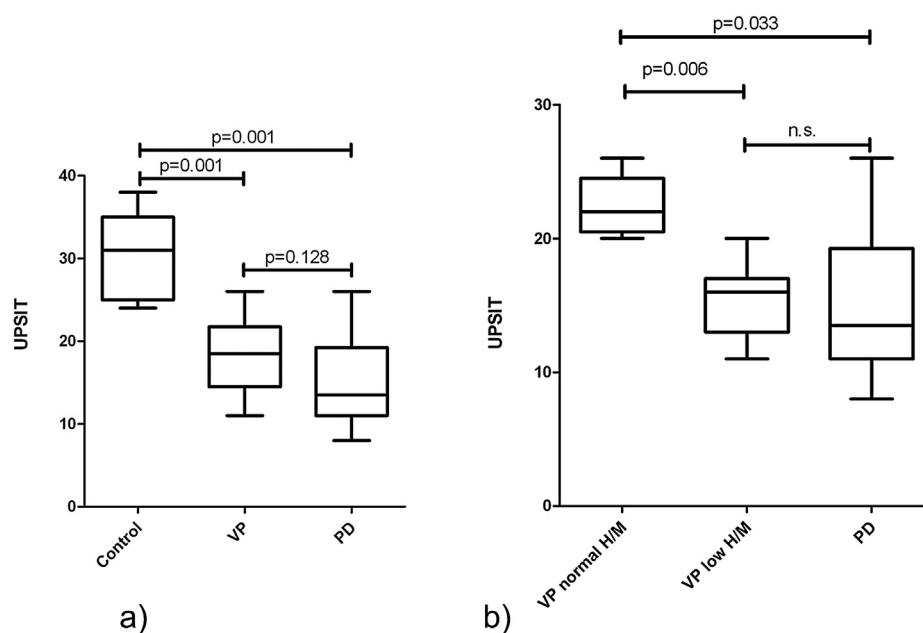 p=0.001
p=0.001
p=0.128
40
30
20
10
0
UPSIT
Control
VP
PD
a)
p=0.033
p=0.006
n.s.
30
20
10
0
UPSIT
VP normal H/M
VP low H/M
PD
b)